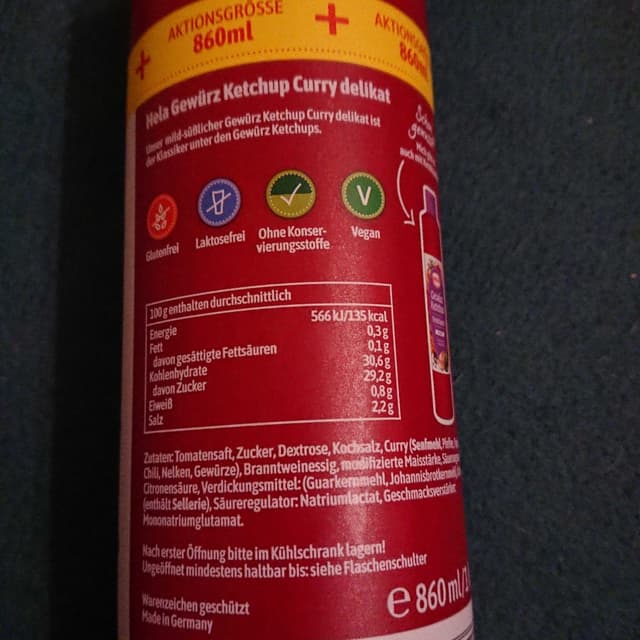 AKTIONSGRÖSSE
860ml
AKTIONSG
860ml
Hela Gewürz Ketchup Curry delikat
Unser mild-süßlicher Gewürz Ketchup Curry delikat ist
der Klassiker unter den Gewürz Ketchups.
auch mit
Glutenfrei
Laktosefrei
Ohne Konser-
vierungsstoffe
V
Vegan
100 g enthalten durchschnittlich
Energie 566 kJ/135 kcal
Fett 0,3 g
davon gesättigte Fettsäuren 0,1 g
Kohlenhydrate 30,6 g
davon Zucker 29,2 g
Eiweiß 0,8 g
Salz 2,2 g
Zutaten: Tomatensaft, Zucker, Dextrose, Kochsalz, Curry (Senfmehl,
Chili, Nelken, Gewürze), Branntweinessig, modifizierte Maisstärke,
Citronensäure, Verdickungsmittel: (Guarkernmehl, Johannisbrotkernmehl),
(enthält Sellerie), Säureregulator: Natriumlactat, Geschmacksverstärker:
Mononatriumglutamat.
Nach erster Öffnung bitte im Kühlschrank lagern!
Ungeöffnet mindestens haltbar bis: siehe Flaschenschulter
Warenzeichen geschützt
Made in Germany
e 860 ml/